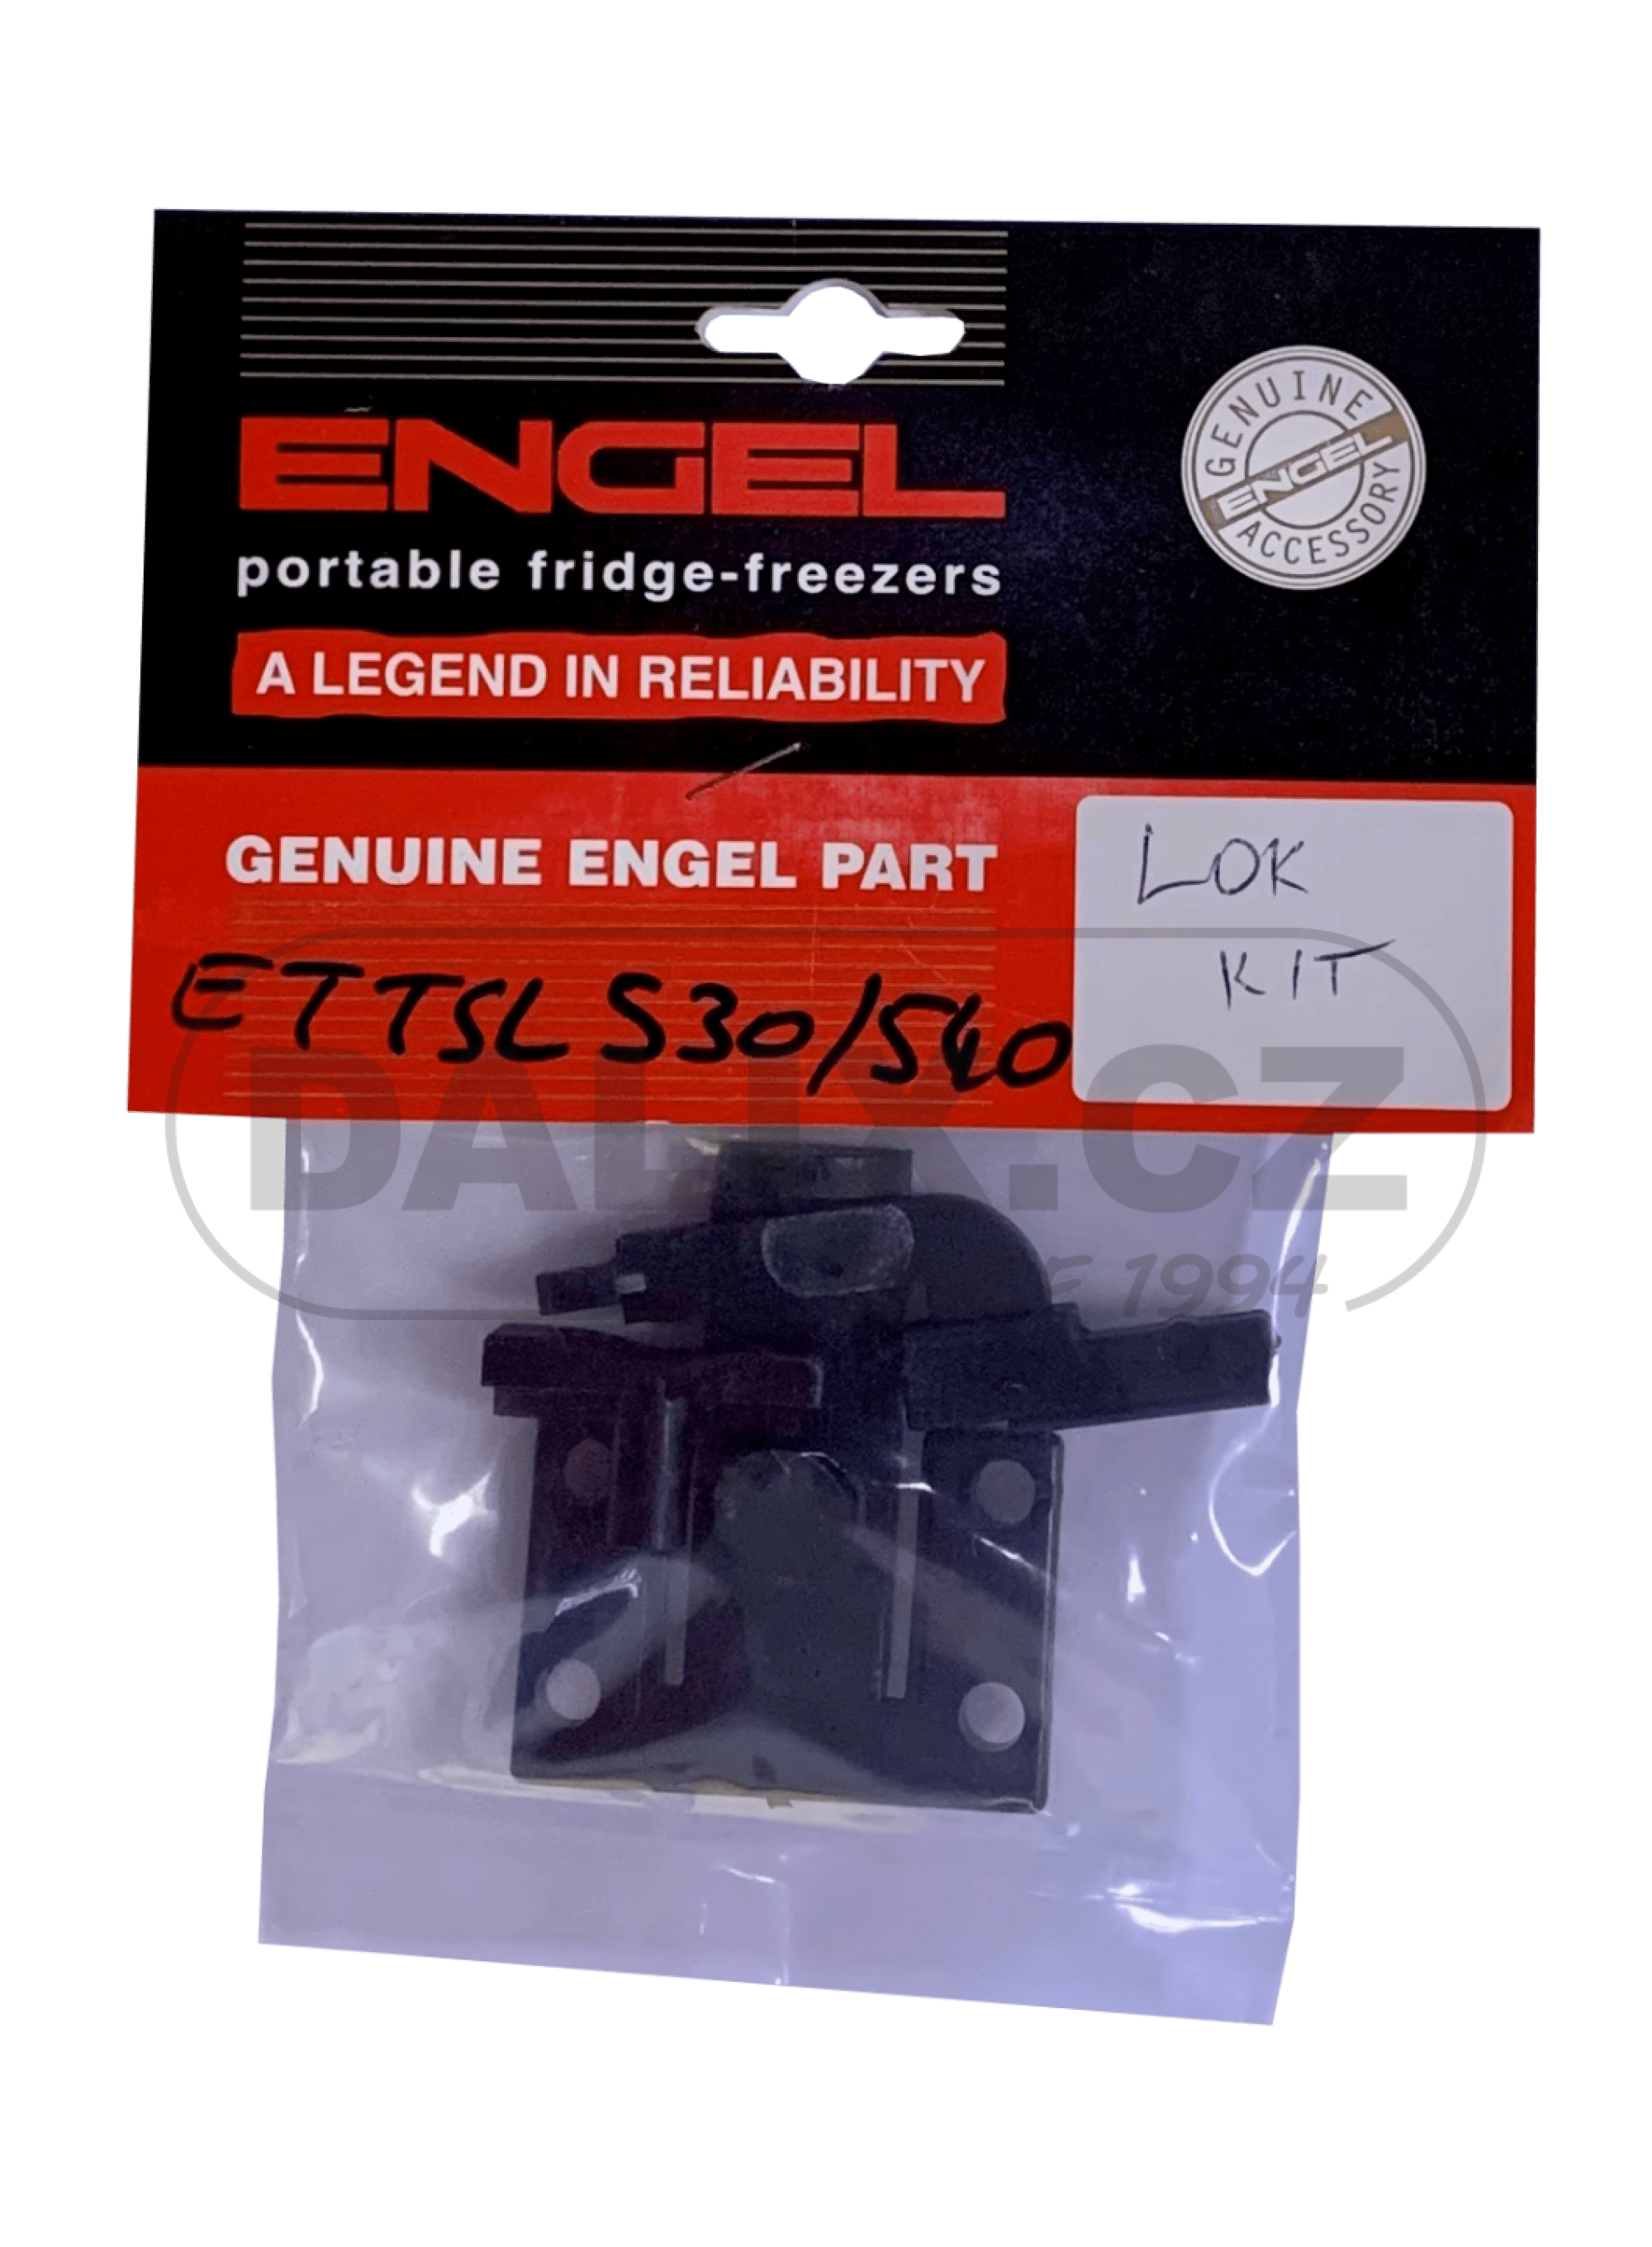 ENGEL
GENUINE
ENGEL
ACCESSORY
portable fridge-freezers
A LEGEND IN RELIABILITY
GENUINE ENGEL PART
LOK
KIT
ETTSL S30/S40
DALIX.CZ
1994